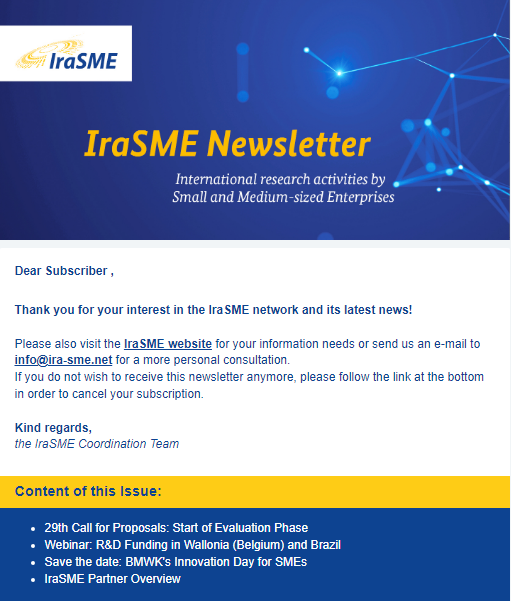 IraSME
IraSME Newsletter
International research activities by
Small and Medium-sized Enterprises
Dear Subscriber ,
Thank you for your interest in the IraSME network and its latest news!
Please also visit the IraSME website for your information needs or send us an e-mail to
info@ira-sme.net for a more personal consultation.
If you do not wish to receive this newsletter anymore, please follow the link at the bottom
in order to cancel your subscription.
Kind regards,
the IraSME Coordination Team
Content of this Issue:
• 29th Call for Proposals: Start of Evaluation Phase
• Webinar: R&D Funding in Wallonia (Belgium) and Brazil
• Save the date: BMWK's Innovation Day for SMEs
• IraSME Partner Overview